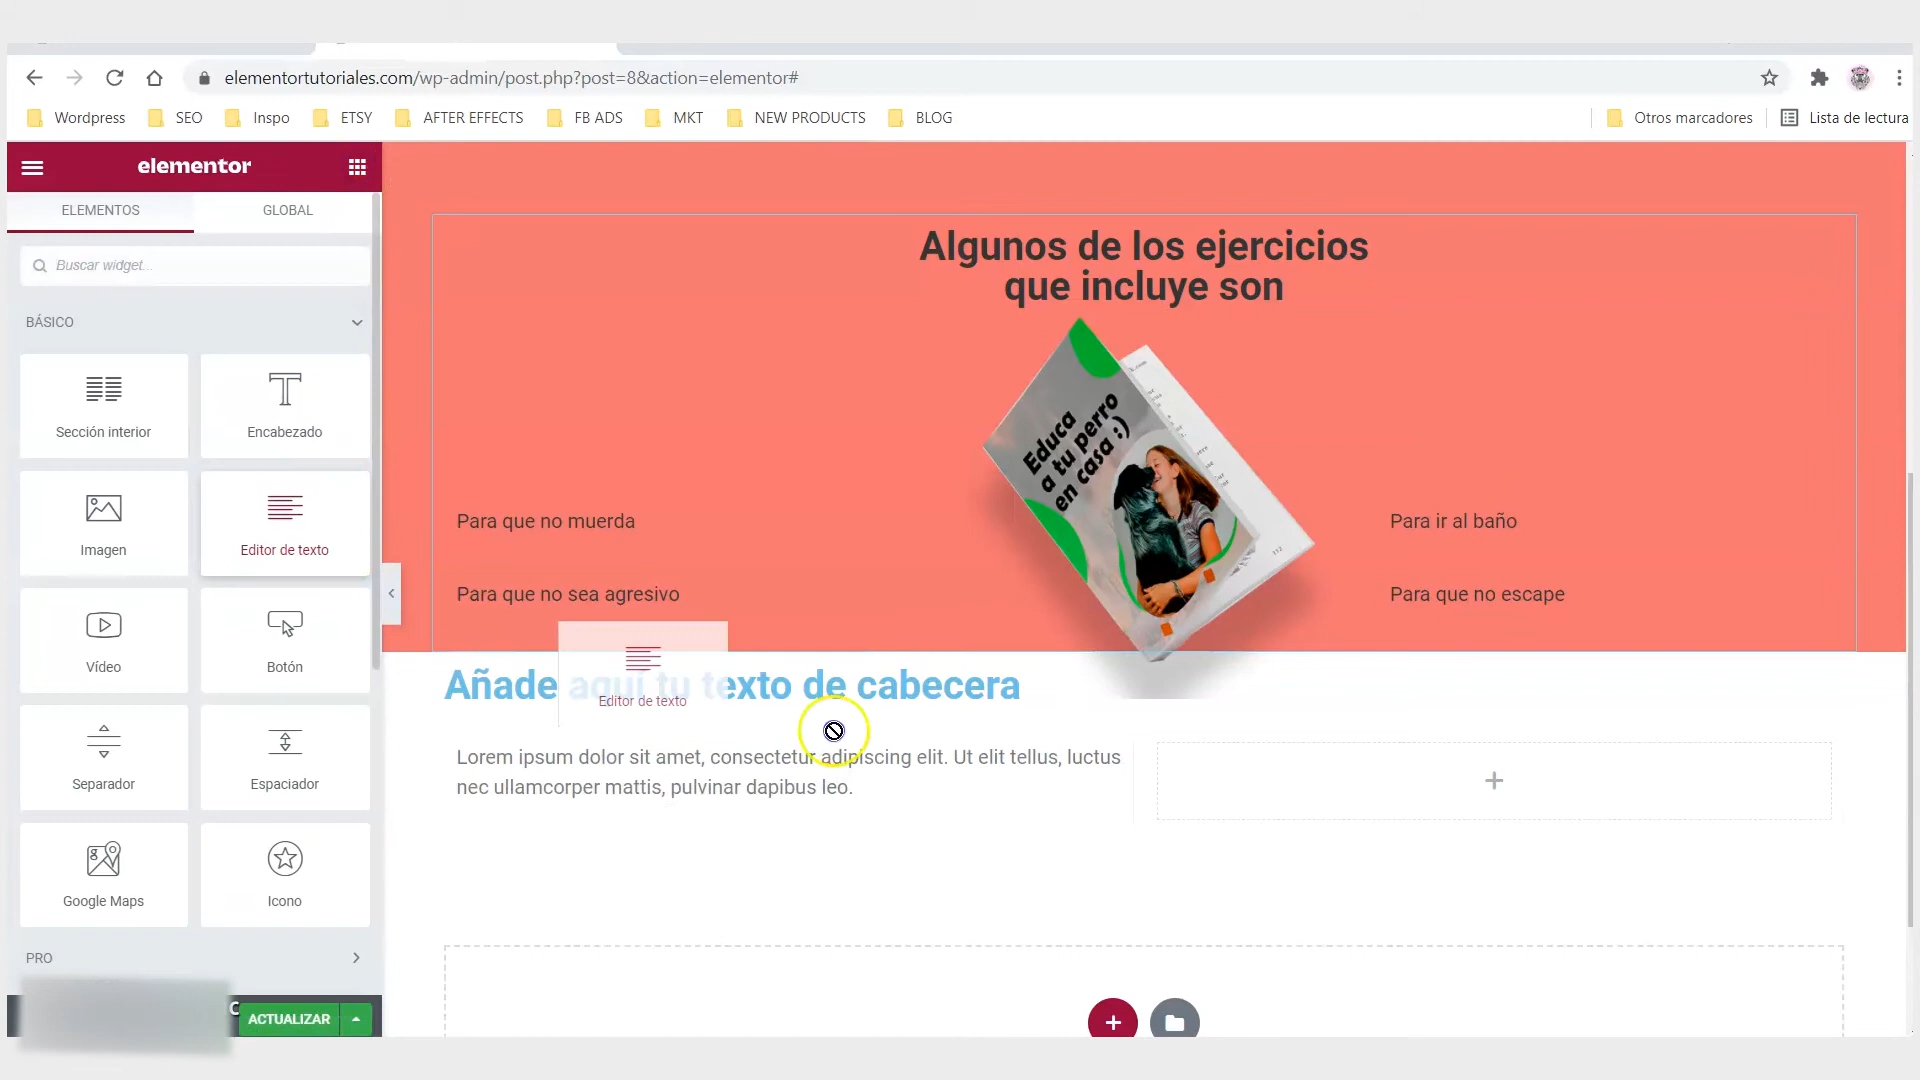 elementortutoriales.com/wp-admin/post.php?post=8&action=elementor#
Wordpress SEO Inspo ETSY AFTER EFFECTS FB ADS MKT NEW PRODUCTS BLOG Otros marcadores Lista de lectura
elementor
ELEMENTOS GLOBAL
Buscar widget...
BÁSICO
Sección interior Encabezado
Imagen Editor de texto
Vídeo Botón
Separador Espaciador
Google Maps Icono
PRO
ACTUALIZAR
Algunos de los ejercicios
que incluye son
Educa
a tu perro
en casa :)
112
Para que no muerda
Para ir al baño
Para que no sea agresivo
Para que no escape
Añade aquí tu texto de cabecera
Editor de texto
Lorem ipsum dolor sit amet, consectetur adipiscing elit. Ut elit tellus, luctus
nec ullamcorper mattis, pulvinar dapibus leo.